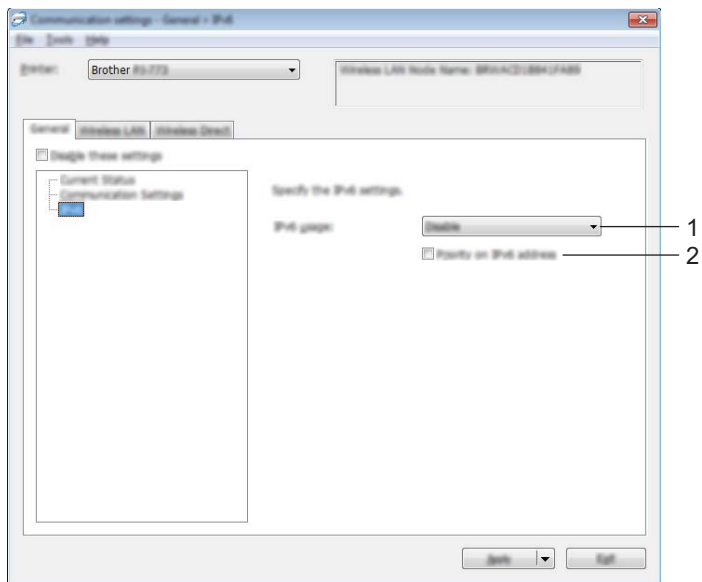 Communication settings - General > IPv6
File Tools Help
Printer: Brother PJ-773
Wireless LAN Node Name:
General Wireless LAN Wireless Direct
Disable these settings
Current Status
Communication Settings
Specify the IPv6 settings.
IPv6 usage: Disable 1
Priority on IPv6 address 2
Apply Exit